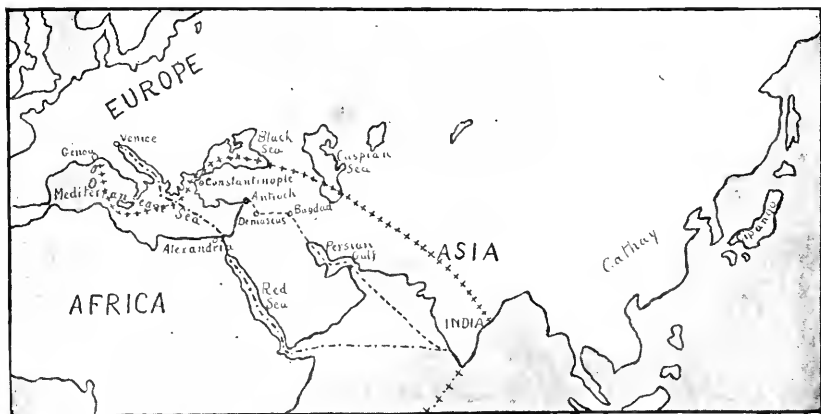 EUROPE
Venice
Genoa
Black
Sea
Caspian
Sea
Constantinople
Antioch
Mediterranean
Sea
Damascus
Bagdad
Alexandria
Persian
Gulf
ASIA
Cathay
Cipango
AFRICA
Red
Sea
INDIA